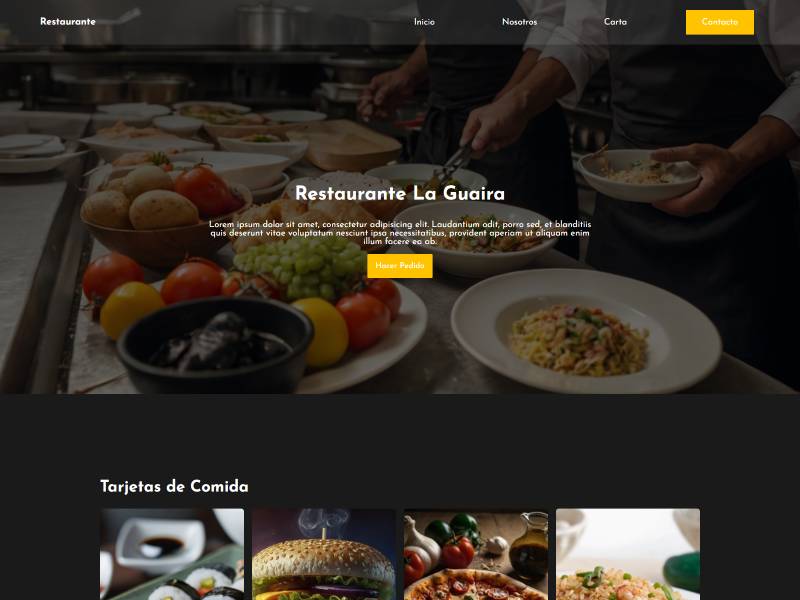 Restaurante
Inicio
Nosotros
Carta
Contacto
Restaurante La Guaira
Lorem ipsum dolor sit amet, consectetur adipisicing elit. Laudantium odit, porro sed, et blanditiis
quis deserunt vitae voluptatum nesciunt ipsa necessitatibus, provident aperiam ut aliquam enim
illum facere ea ab.
Hacer Pedido
Tarjetas de Comida